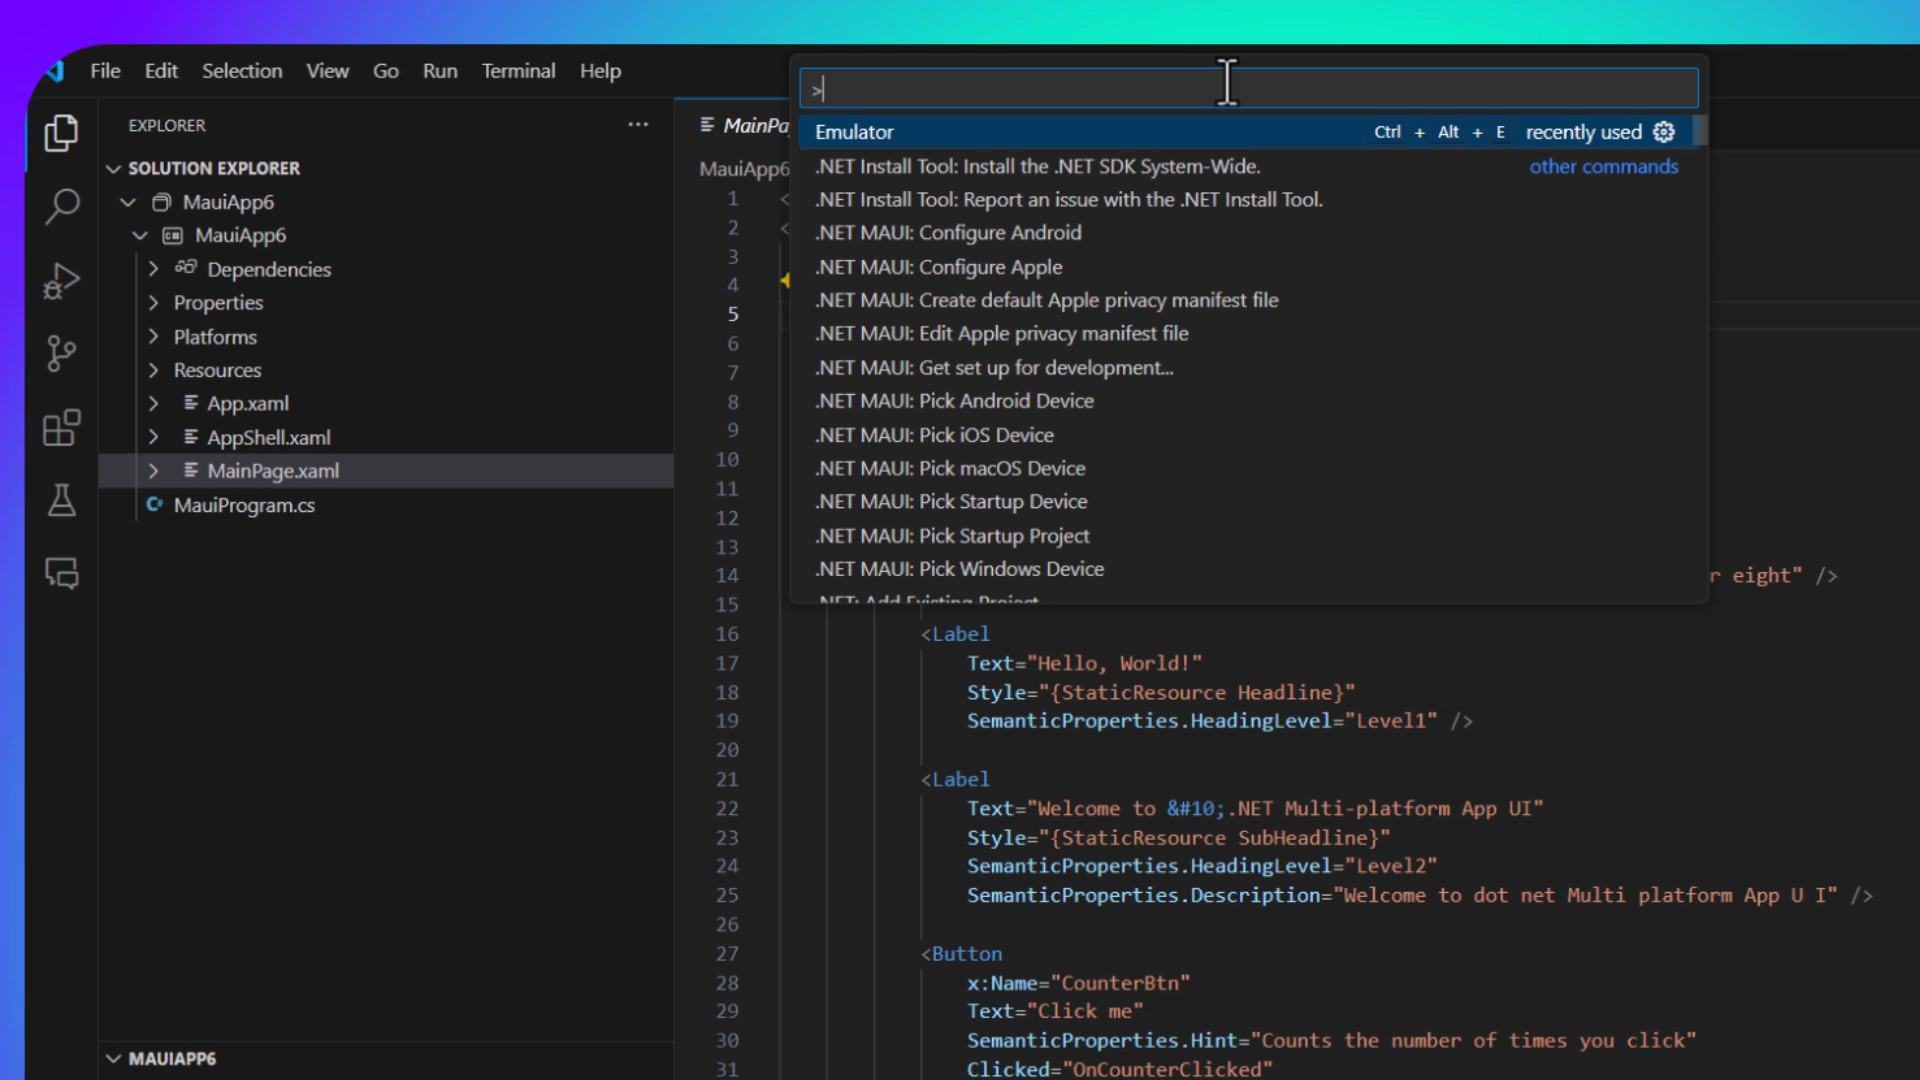 File Edit Selection View Go Run Terminal Help
>
EXPLORER
SOLUTION EXPLORER
MauiApp6
MauiApp6
Dependencies
Properties
Platforms
Resources
App.xaml
AppShell.xaml
MainPage.xaml
MauiProgram.cs
MAUIAPP6
MainPa
MauiApp6
Emulator Ctrl + Alt + E recently used
.NET Install Tool: Install the .NET SDK System-Wide. other commands
.NET Install Tool: Report an issue with the .NET Install Tool.
.NET MAUI: Configure Android
.NET MAUI: Configure Apple
.NET MAUI: Create default Apple privacy manifest file
.NET MAUI: Edit Apple privacy manifest file
.NET MAUI: Get set up for development...
.NET MAUI: Pick Android Device
.NET MAUI: Pick iOS Device
.NET MAUI: Pick macOS Device
.NET MAUI: Pick Startup Device
.NET MAUI: Pick Startup Project
.NET MAUI: Pick Windows Device
.NET: Add Existing Project
1 <
2 <
3
4
5
6
7
8
9
10
11
12
13
14 r eight" />
15
16 <Label
17 Text="Hello, World!"
18 Style="{StaticResource Headline}"
19 SemanticProperties.HeadingLevel="Level1" />
20
21 <Label
22 Text="Welcome to &#10;.NET Multi-platform App UI"
23 Style="{StaticResource SubHeadline}"
24 SemanticProperties.HeadingLevel="Level2"
25 SemanticProperties.Description="Welcome to dot net Multi platform App U I" />
26
27 <Button
28 x:Name="CounterBtn"
29 Text="Click me"
30 SemanticProperties.Hint="Counts the number of times you click"
31 Clicked="OnCounterClicked"